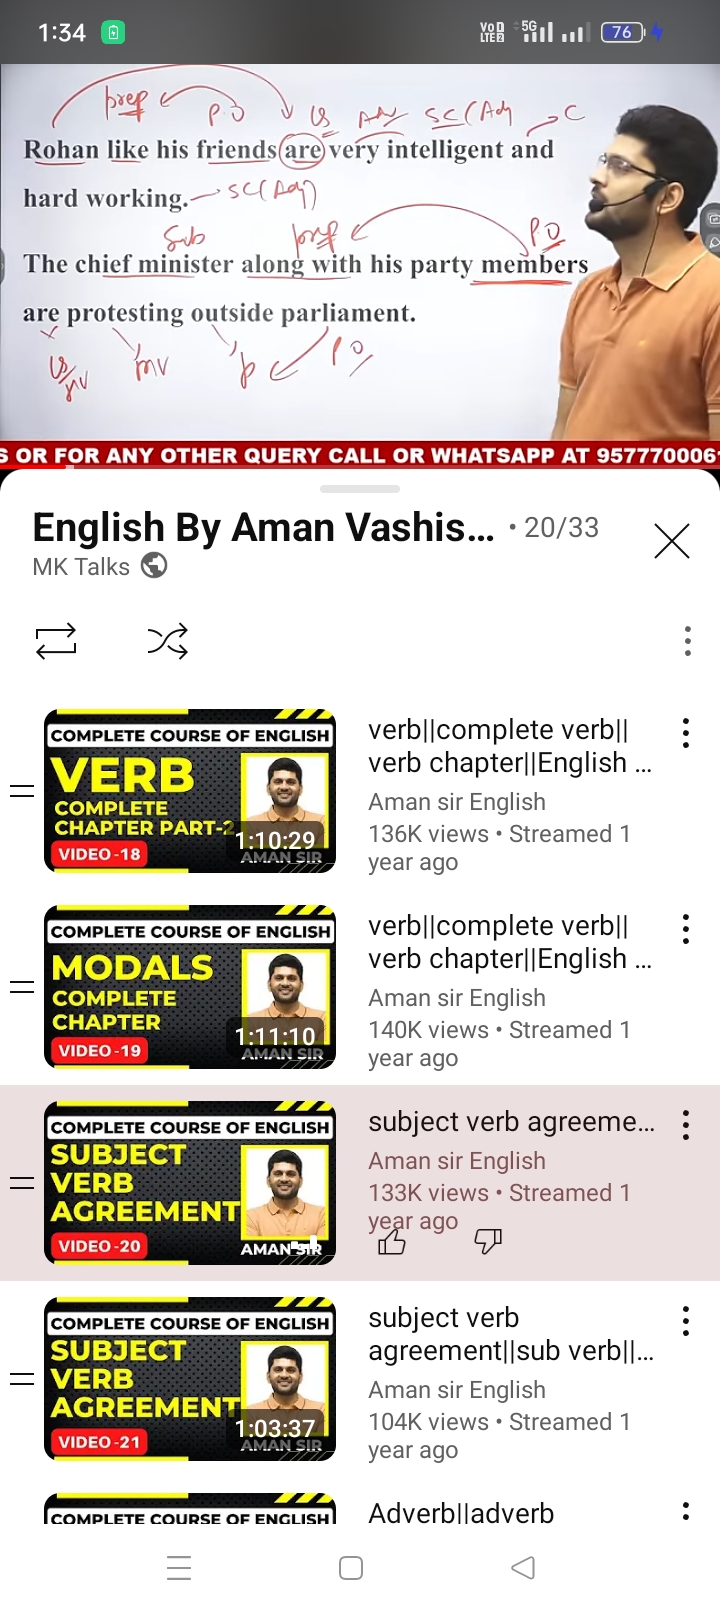 1:34
Vo D
LTE 2
5G
76
prep
P.O
SC (Adj
C
Rohan like his friends are very intelligent and
hard working.
SC (Adj)
Sub
prep
P.O
The chief minister along with his party members
are protesting outside parliament.
mv
p
P.O
S OR FOR ANY OTHER QUERY CALL OR WHATSAPP AT 957770006
English By Aman Vashis... • 20/33
MK Talks
COMPLETE COURSE OF ENGLISH
VERB
COMPLETE
CHAPTER PART-2
VIDEO -18
1:10:29
AMAN SIR
verb||complete verb||
verb chapter||English ...
Aman sir English
136K views • Streamed 1
year ago
COMPLETE COURSE OF ENGLISH
MODALS
COMPLETE
CHAPTER
VIDEO -19
1:11:10
AMAN SIR
verb||complete verb||
verb chapter||English ...
Aman sir English
140K views • Streamed 1
year ago
COMPLETE COURSE OF ENGLISH
SUBJECT
VERB
AGREEMENT
VIDEO -20
AMAN SIR
subject verb agreeme...
Aman sir English
133K views • Streamed 1
year ago
COMPLETE COURSE OF ENGLISH
SUBJECT
VERB
AGREEMENT
VIDEO -21
1:03:37
AMAN SIR
subject verb
agreement||sub verb||...
Aman sir English
104K views • Streamed 1
year ago
COMPLETE COURSE OF ENGLISH
Adverb||adverb